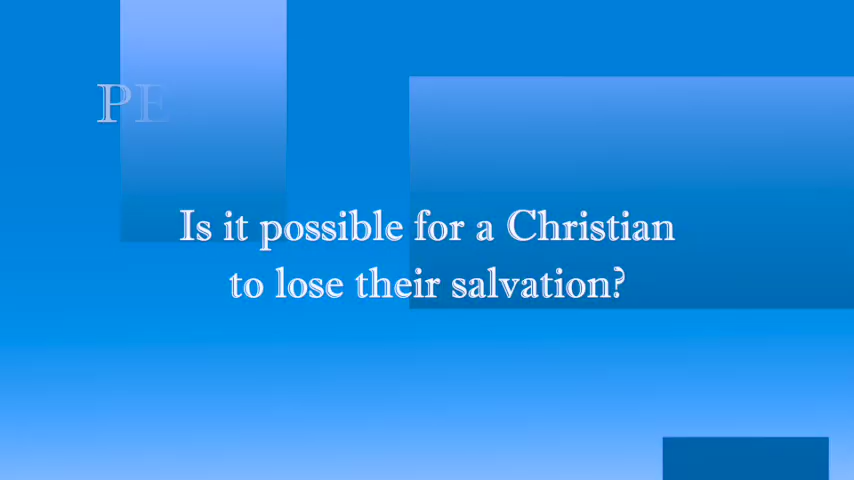 PE
Is it possible for a Christian
to lose their salvation?